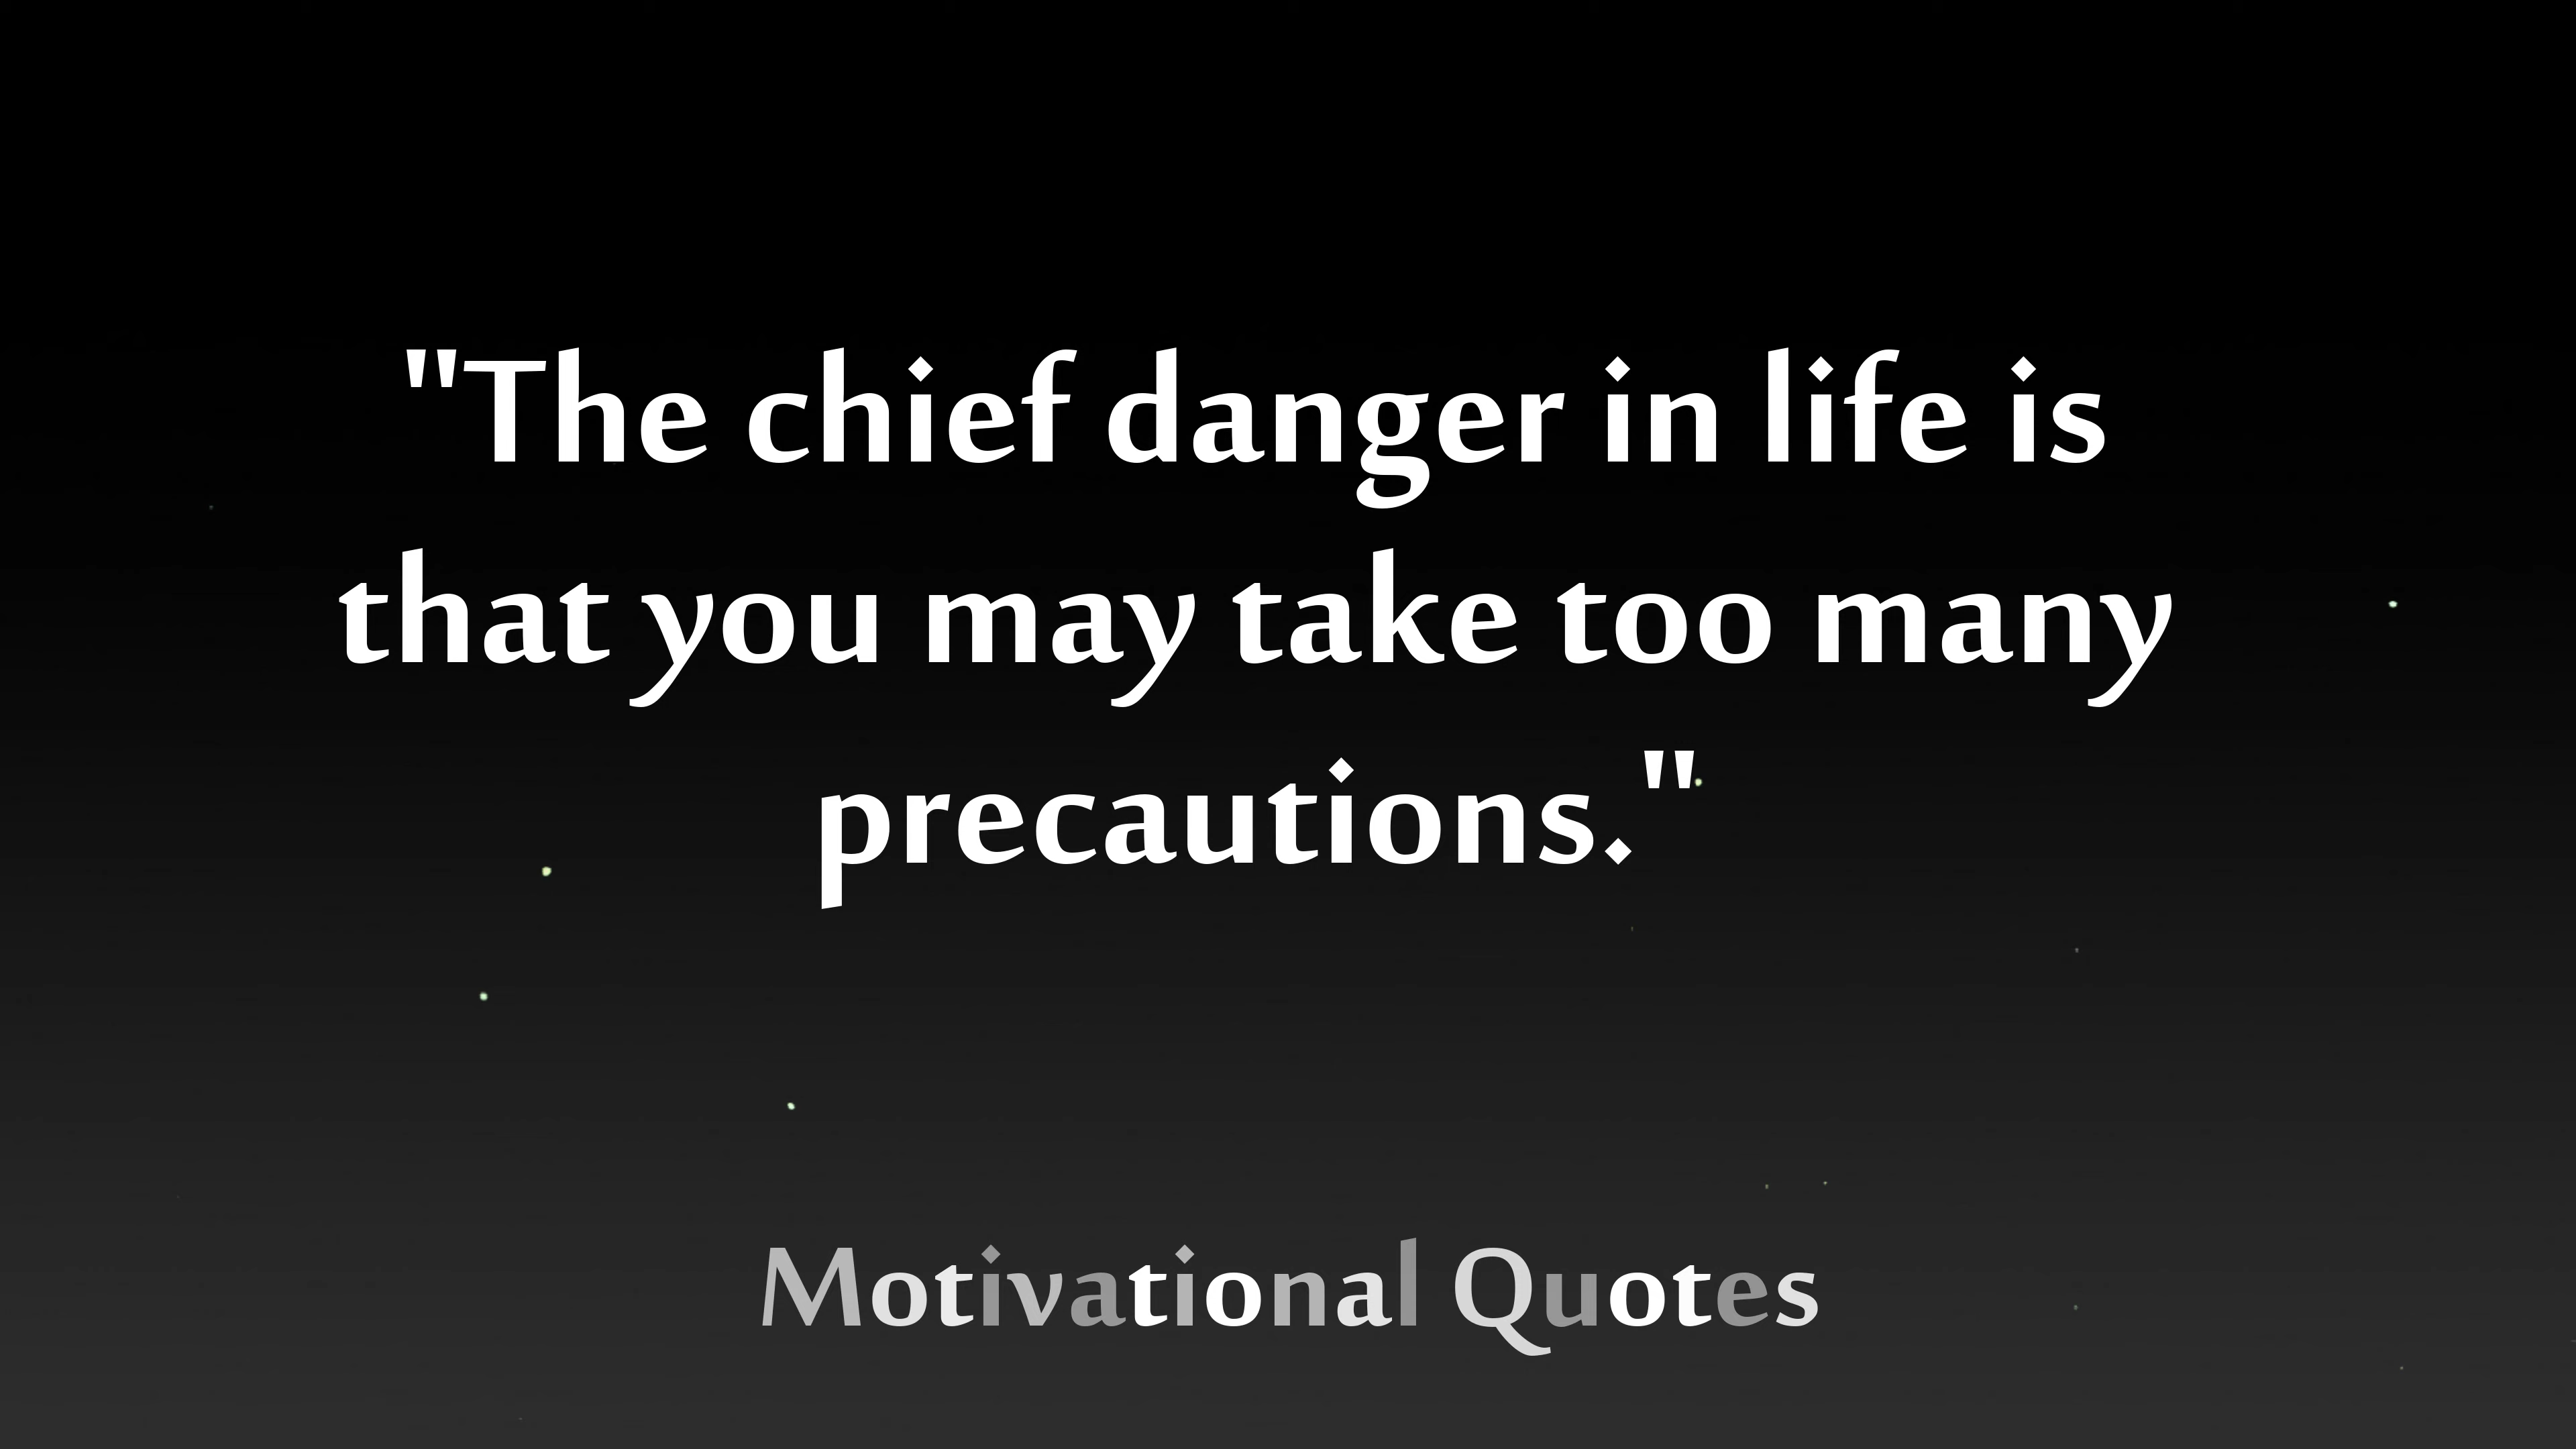 "The chief danger in life is
that you may take too many
precautions."
Motivational Quotes